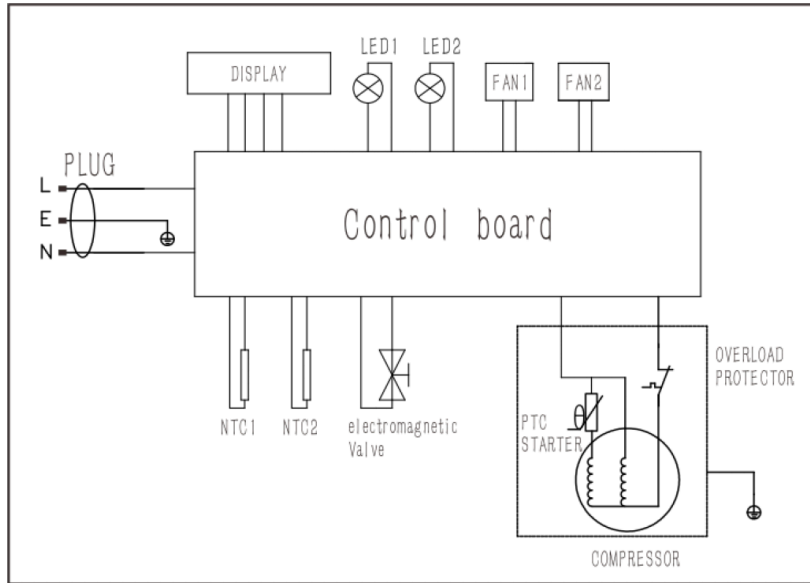 LED1 LED2
DISPLAY
FAN1 FAN2
PLUG
L
E
N
Control board
OVERLOAD
PROTECTOR
PTC
STARTER
NTC1 NTC2 electromagnetic
Valve
COMPRESSOR